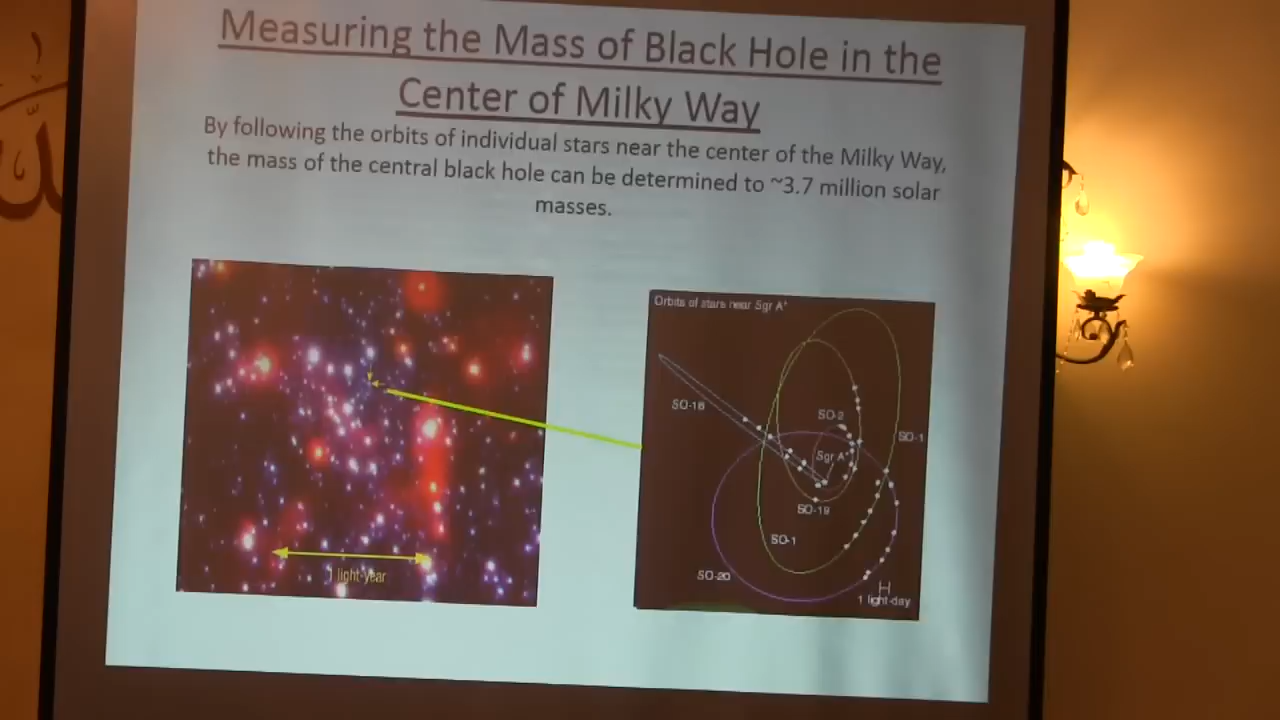 Measuring the Mass of Black Hole in the
Center of Milky Way
By following the orbits of individual stars near the center of the Milky Way,
the mass of the central black hole can be determined to ~3.7 million solar
masses.
Orbits of stars near Sgr A*
SO-16
SO-2
SO-1
Sgr A*
SO-19
SO-1
SO-20
1 light-day
1 light-year